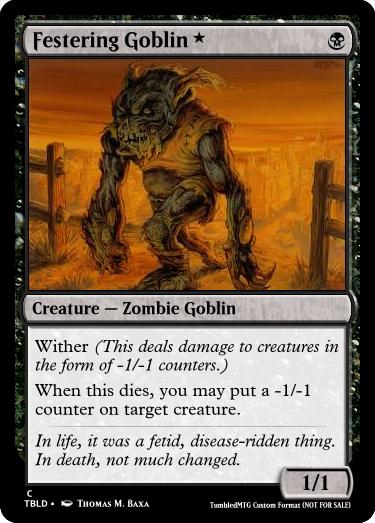 Festering Goblin ★
Creature — Zombie Goblin
Wither (This deals damage to creatures in
the form of -1/-1 counters.)
When this dies, you may put a -1/-1
counter on target creature.
In life, it was a fetid, disease-ridden thing.
In death, not much changed.
1/1
C
TBLD • Thomas M. Baxa
TumbledMTG Custom Format (NOT FOR SALE)